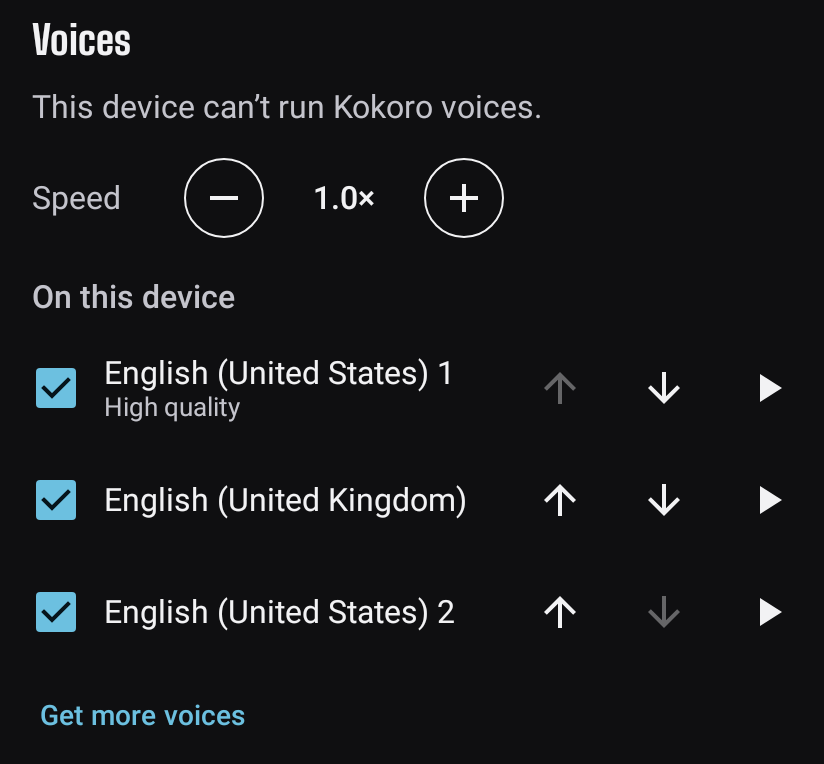 Voices
This device can’t run Kokoro voices.
Speed 1.0×
On this device
English (United States) 1
High quality
English (United Kingdom)
English (United States) 2
Get more voices